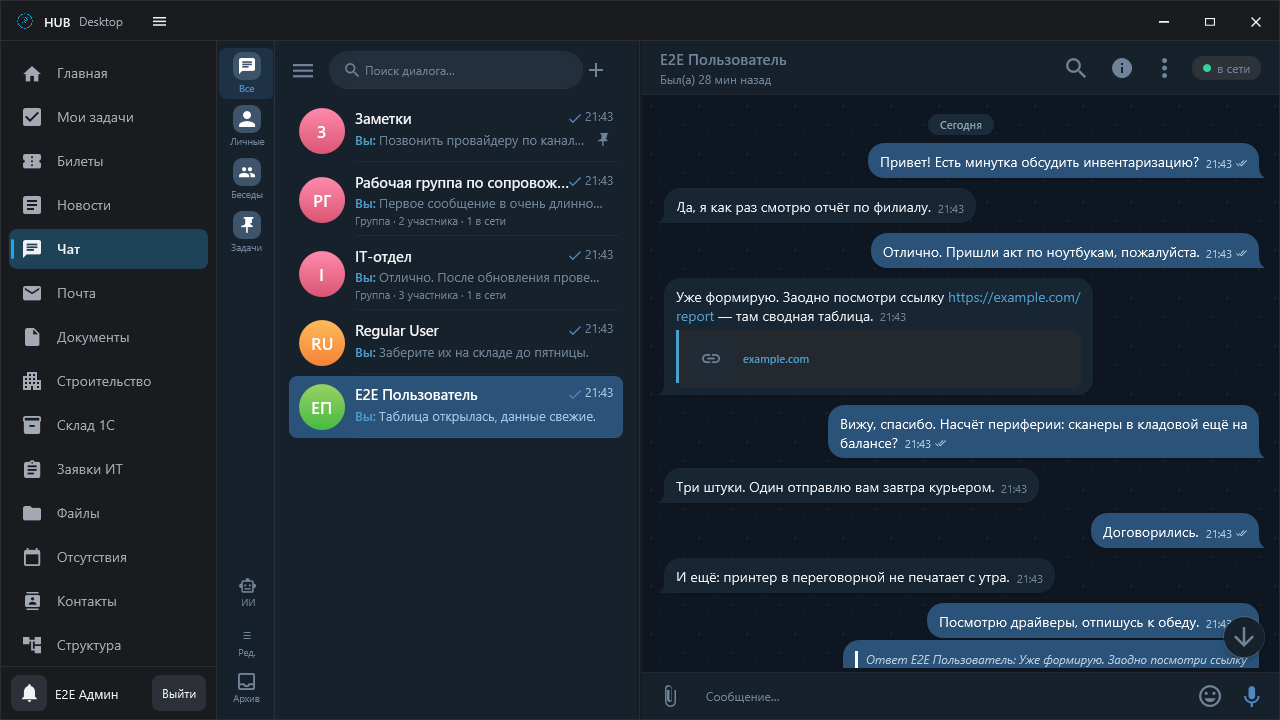 HUB Desktop
Главная
Мои задачи
Билеты
Новости
Чат
Почта
Документы
Строительство
Склад 1С
Заявки ИТ
Файлы
Отсутствия
Контакты
Структура
E2E Админ
Выйти
Все
Личные
Беседы
Задачи
ИИ
Ред.
Архив
Поиск диалога...
З
Заметки
21:43
Вы: Позвонить провайдеру по канал...
РГ
Рабочая группа по сопровож...
21:43
Вы: Первое сообщение в очень длинно...
Группа · 2 участника · 1 в сети
I
IT-отдел
21:43
Вы: Отлично. После обновления прове...
Группа · 3 участника · 1 в сети
RU
Regular User
21:43
Вы: Заберите их на складе до пятницы.
ЕП
E2E Пользователь
21:43
Вы: Таблица открылась, данные свежие.
E2E Пользователь
Был(а) 28 мин назад
в сети
Сегодня
Привет! Есть минутка обсудить инвентаризацию? 21:43
Да, я как раз смотрю отчёт по филиалу. 21:43
Отлично. Пришли акт по ноутбукам, пожалуйста. 21:43
Уже формирую. Заодно посмотри ссылку https://example.com/
report — там сводная таблица. 21:43
example.com
Вижу, спасибо. Насчёт периферии: сканеры в кладовой ещё на
балансе? 21:43
Три штуки. Один отправлю вам завтра курьером. 21:43
Договорились. 21:43
И ещё: принтер в переговорной не печатает с утра. 21:43
Посмотрю драйверы, отпишусь к обеду. 21:43
Ответ E2E Пользователь: Уже формирую. Заодно посмотри ссылку
Сообщение...